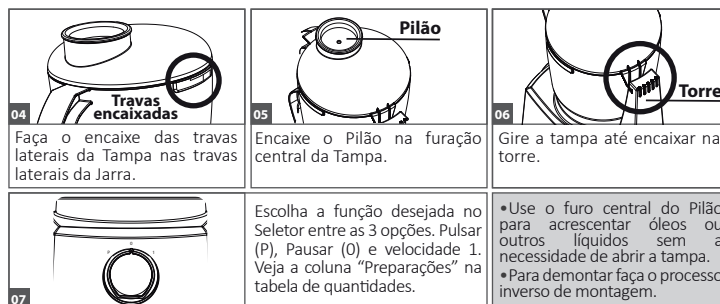 Travas
encaixadas
04
Faça o encaixe das travas
laterais da Tampa nas travas
laterais da Jarra.
Pilão
05
Encaixe o Pilão na furação
central da Tampa.
Torre
06
Gire a tampa até encaixar na
torre.
07
Escolha a função desejada no
Seletor entre as 3 opções. Pulsar
(P), Pausar (0) e velocidade 1.
Veja a coluna “Preparações” na
tabela de quantidades.
•Use o furo central do Pilão
para acrescentar óleos ou
outros líquidos sem a
necessidade de abrir a tampa.
•Para demontar faça o processo
inverso de montagem.